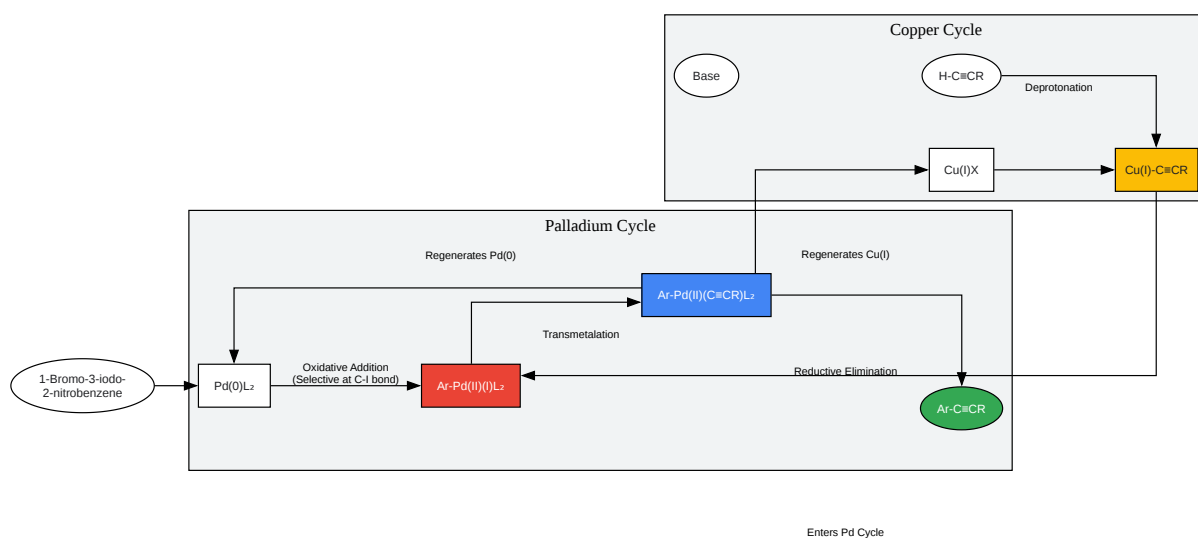 Copper Cycle
Base
H-C≡CR
Deprotonation
Cu(I)X
Cu(I)-C≡CR
Palladium Cycle
Regenerates Pd(0)
Regenerates Cu(I)
Ar-Pd(II)(C≡CR)L₂
Transmetalation
1-Bromo-3-iodo-
2-nitrobenzene
Pd(0)L₂
Oxidative Addition
(Selective at C-I bond)
Ar-Pd(II)(I)L₂
Reductive Elimination
Ar-C≡CR
Enters Pd Cycle